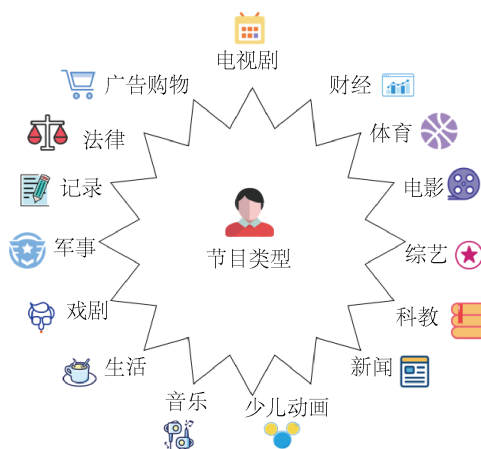 电视剧
广告购物
财经
法律
体育
记录
电影
节目类型
军事
综艺
戏剧
科教
生活
新闻
音乐
少儿动画